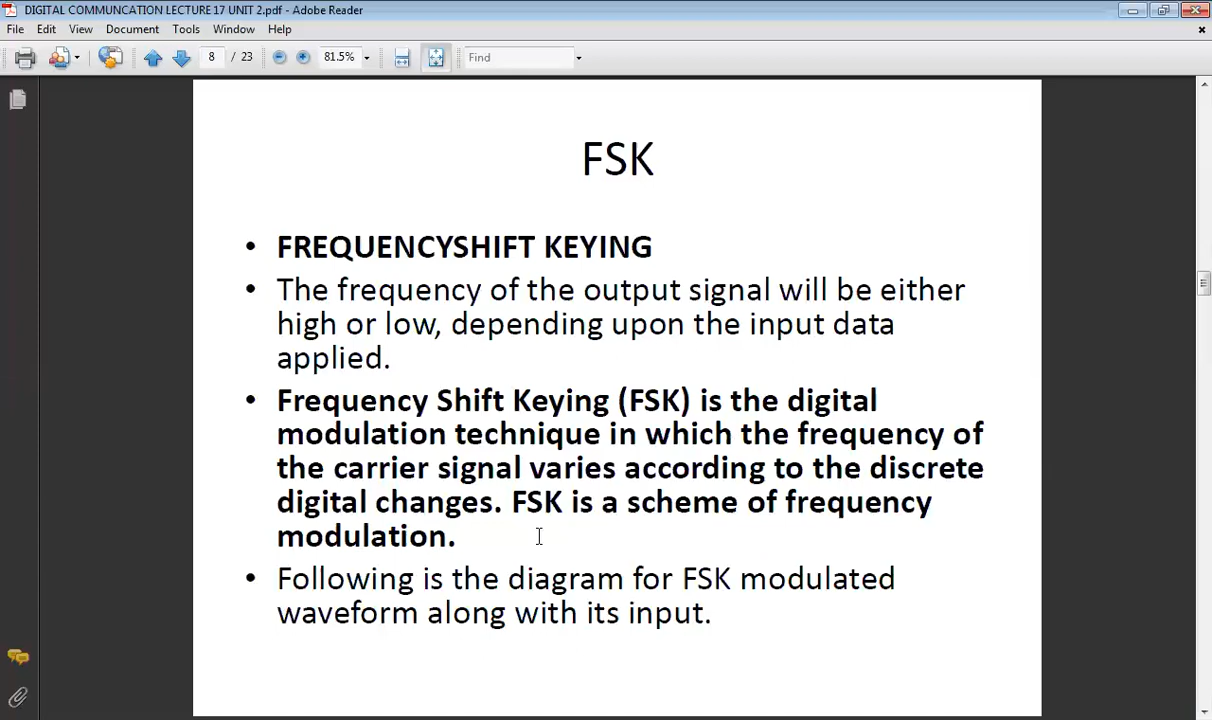 DIGITAL COMMUNCATION LECTURE 17 UNIT 2.pdf - Adobe Reader
File Edit View Document Tools Window Help
8 / 23 81.5% Find
FSK
• FREQUENCYSHIFT KEYING
• The frequency of the output signal will be either
high or low, depending upon the input data
applied.
• Frequency Shift Keying (FSK) is the digital
modulation technique in which the frequency of
the carrier signal varies according to the discrete
digital changes. FSK is a scheme of frequency
modulation.
• Following is the diagram for FSK modulated
waveform along with its input.